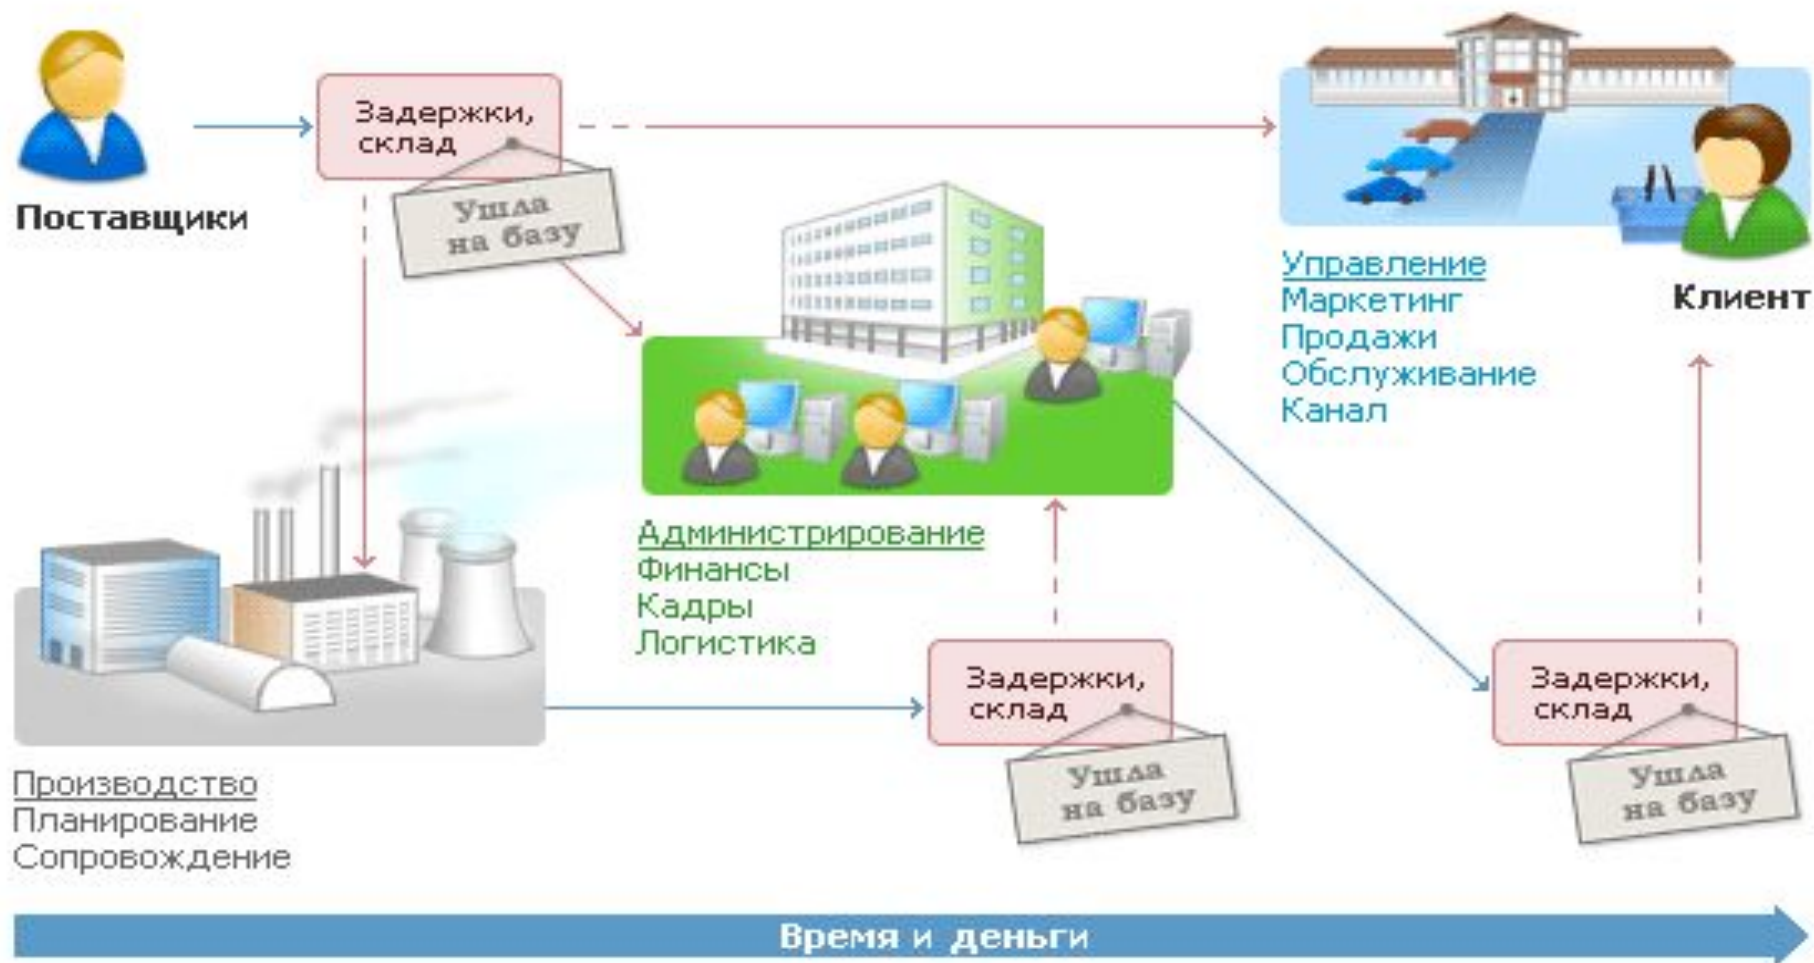 Задержки,
склад
Ушла
на базу
Поставщики
Управление
Маркетинг
Продажи
Обслуживание
Канал
Клиент
Администрирование
Финансы
Кадры
Логистика
Задержки,
склад
Ушла
на базу
Задержки,
склад
Ушла
на базу
Производство
Планирование
Сопровождение
Время и деньги